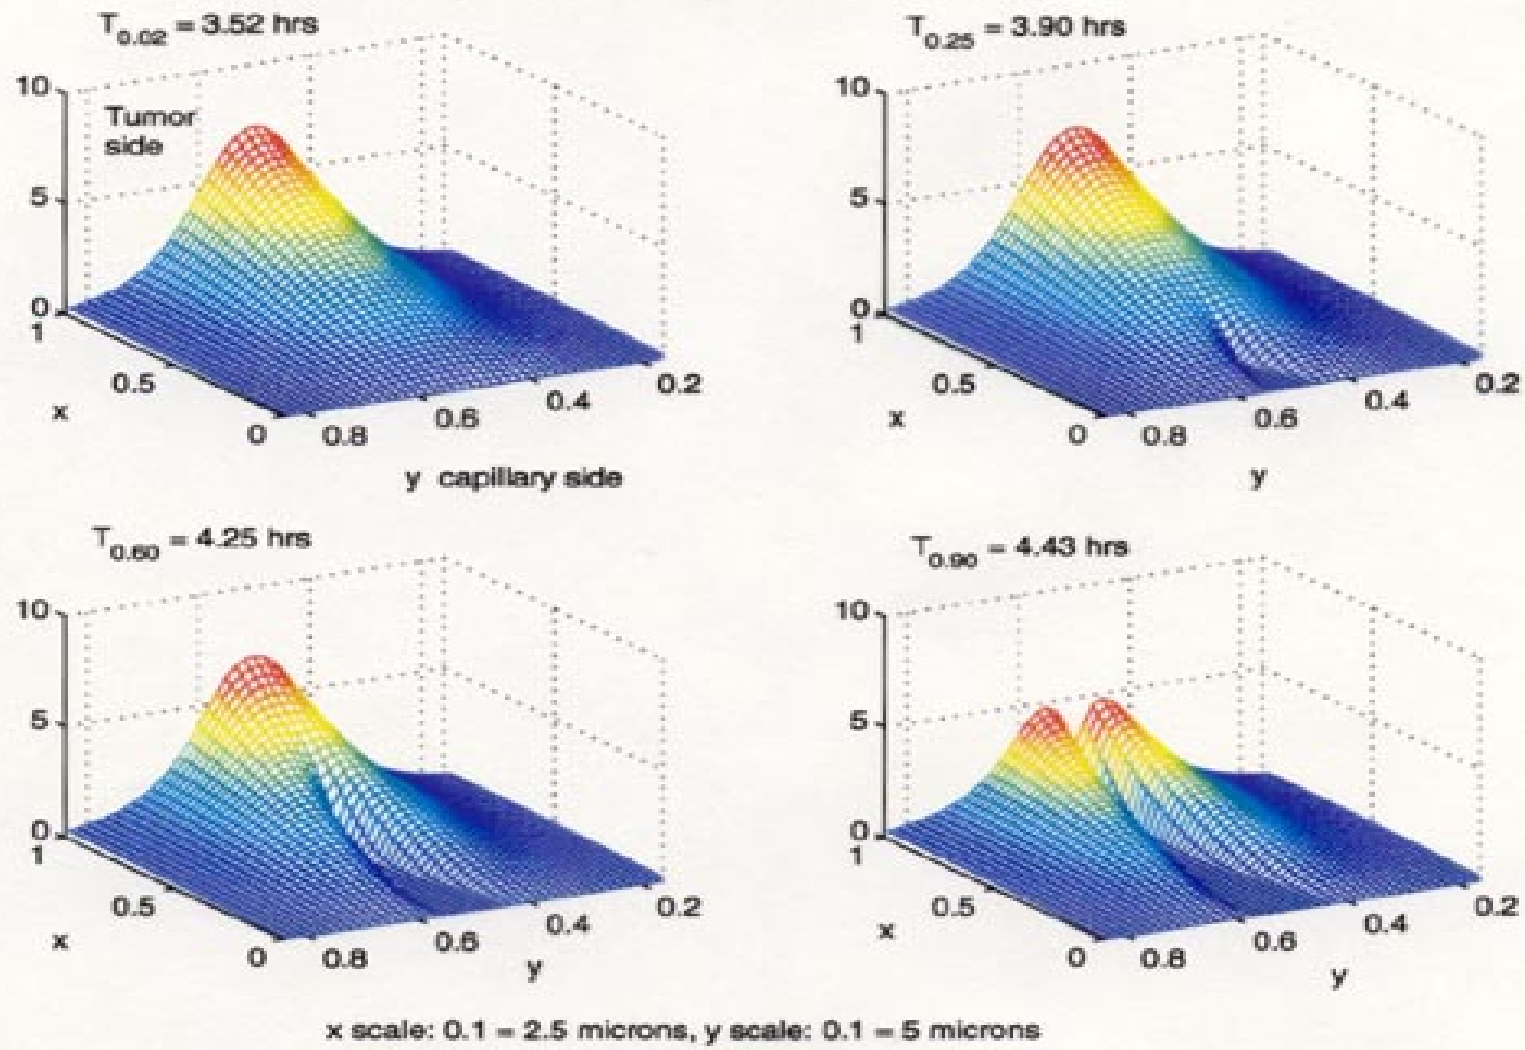 T0.02 = 3.52 hrs
10
Tumor
side
5
0
1
0.5
x
0
0.8
0.6
0.4
0.2
y capillary side
T0.25 = 3.90 hrs
10
5
0
1
0.5
x
0
0.8
0.6
0.4
0.2
y
T0.60 = 4.25 hrs
10
5
0
1
0.5
x
0
0.8
0.6
0.4
0.2
y
T0.90 = 4.43 hrs
10
5
0
1
0.5
x
0
0.8
0.6
0.4
0.2
y
x scale: 0.1 = 2.5 microns, y scale: 0.1 = 5 microns